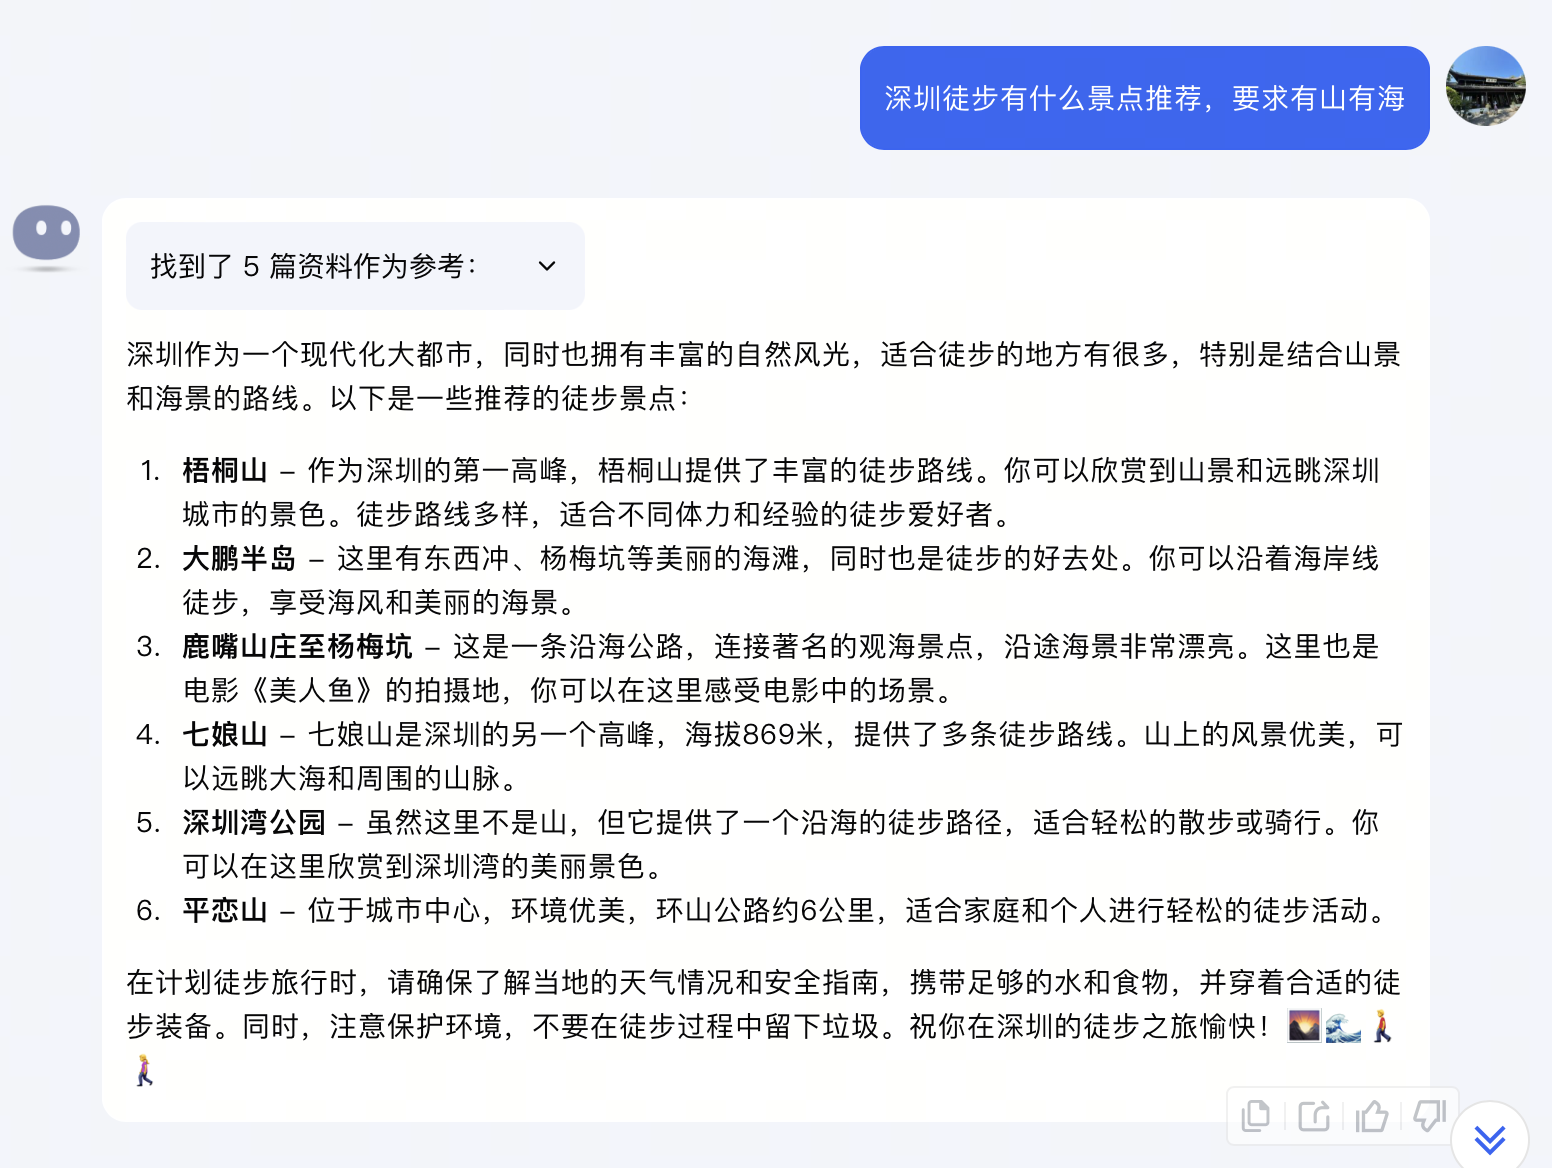 深圳徒步有什么景点推荐，要求有山有海
找到了 5 篇资料作为参考：
深圳作为一个现代化大都市，同时也拥有丰富的自然风光，适合徒步的地方有很多，特别是结合山景
和海景的路线。以下是一些推荐的徒步景点：
1. 梧桐山 – 作为深圳的第一高峰，梧桐山提供了丰富的徒步路线。你可以欣赏到山景和远眺深圳
城市的景色。徒步路线多样，适合不同体力和经验的徒步爱好者。
2. 大鹏半岛 – 这里有东西冲、杨梅坑等美丽的海滩，同时也是徒步的好去处。你可以沿着海岸线
徒步，享受海风和美丽的海景。
3. 鹿嘴山庄至杨梅坑 – 这是一条沿海公路，连接著名的观海景点，沿途海景非常漂亮。这里也是
电影《美人鱼》的拍摄地，你可以在这里感受电影中的场景。
4. 七娘山 – 七娘山是深圳的另一个高峰，海拔869米，提供了多条徒步路线。山上的风景优美，可
以远眺大海和周围的山脉。
5. 深圳湾公园 – 虽然这里不是山，但它提供了一个沿海的徒步路径，适合轻松的散步或骑行。你
可以在这里欣赏到深圳湾的美丽景色。
6. 平恋山 – 位于城市中心，环境优美，环山公路约6公里，适合家庭和个人进行轻松的徒步活动。
在计划徒步旅行时，请确保了解当地的天气情况和安全指南，携带足够的水和食物，并穿着合适的徒
步装备。同时，注意保护环境，不要在徒步过程中留下垃圾。祝你在深圳的徒步之旅愉快！